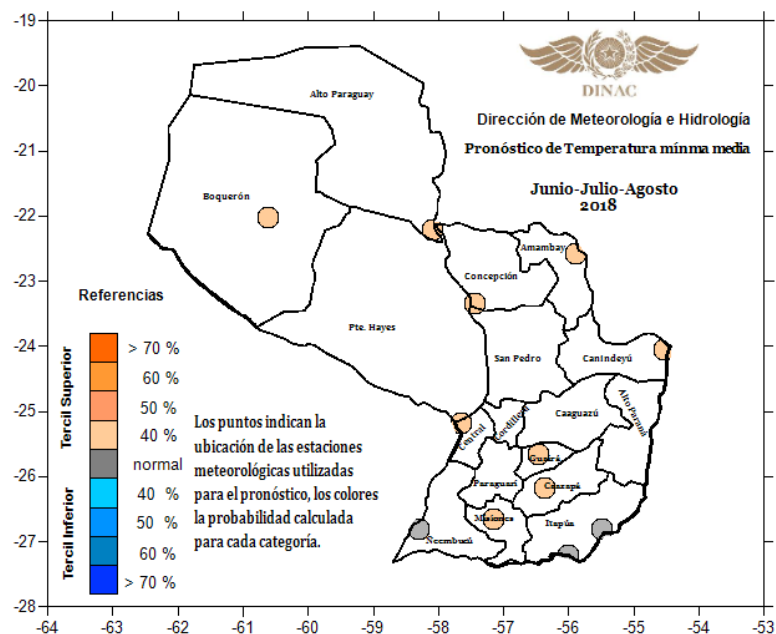 DINAC
Dirección de Meteorología e Hidrología
Pronóstico de Temperatura mínma media
Junio-Julio-Agosto
2018
-19
-20
-21
-22
-23
-24
-25
-26
-27
-28
Alto Paraguay
Boquerón
Amambay
Concepción
Pte. Hayes
San Pedro
Canindeyú
Cordillera
Caaguazú
Alto Paraná
Central
Guairá
Paraguarí
Caazapá
Misiones
Itapúa
Ñeembucú
Referencias
Tercil Superior
> 70 %
60 %
50 %
40 %
normal
Tercil Inferior
40 %
50 %
60 %
> 70 %
Los puntos indican la
ubicación de las estaciones
meteorológicas utilizadas
para el pronóstico, los colores
la probabilidad calculada
para cada categoría.
-64
-63
-62
-61
-60
-59
-58
-57
-56
-55
-54
-53